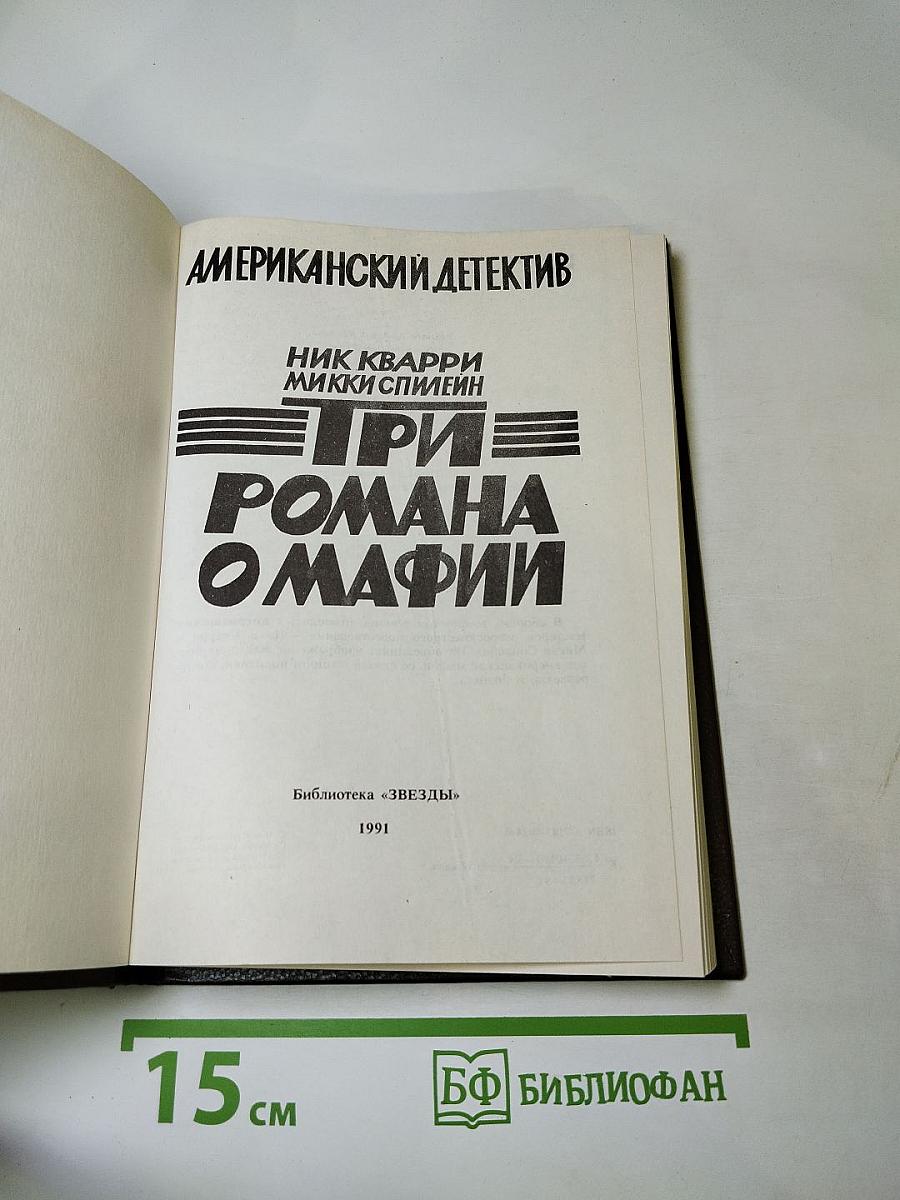 АМЕРИКАНСКИЙ ДЕТЕКТИВ
НИК КВАРРИ
МИККИ СПИЛЕЙН
ТРИ
РОМАНА
О МАФИИ
Библиотека «ЗВЕЗДЫ»
1991
15 см
БФ БИБЛИОФАН